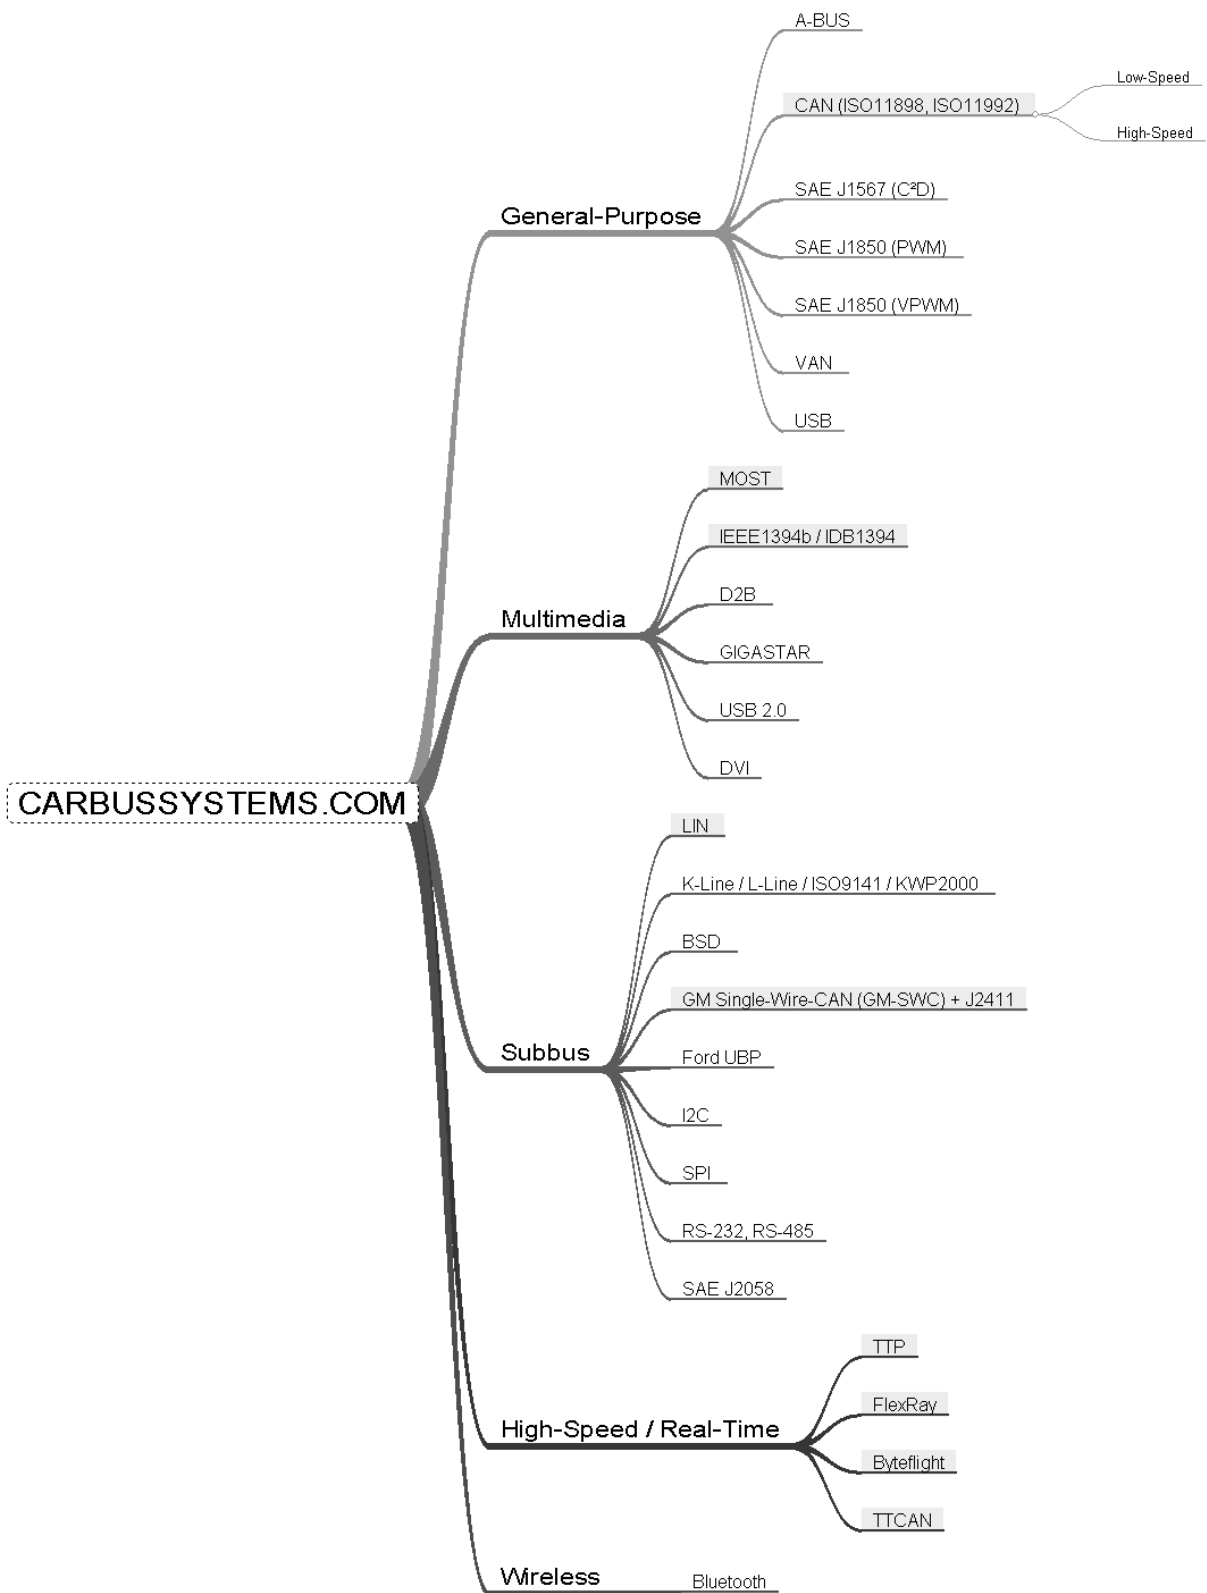 A-BUS
Low-Speed
CAN (ISO11898, ISO11992)
High-Speed
SAE J1567 (C²D)
General-Purpose
SAE J1850 (PWM)
SAE J1850 (VPWM)
VAN
USB
MOST
IEEE1394b / IDB1394
D2B
Multimedia
GIGASTAR
USB 2.0
DVI
CARBUSSYSTEMS.COM
LIN
K-Line / L-Line / ISO9141 / KWP2000
BSD
GM Single-Wire-CAN (GM-SWC) + J2411
Subbus
Ford UBP
I2C
SPI
RS-232, RS-485
SAE J2058
TTP
FlexRay
High-Speed / Real-Time
Byteflight
TTCAN
Wireless
Bluetooth